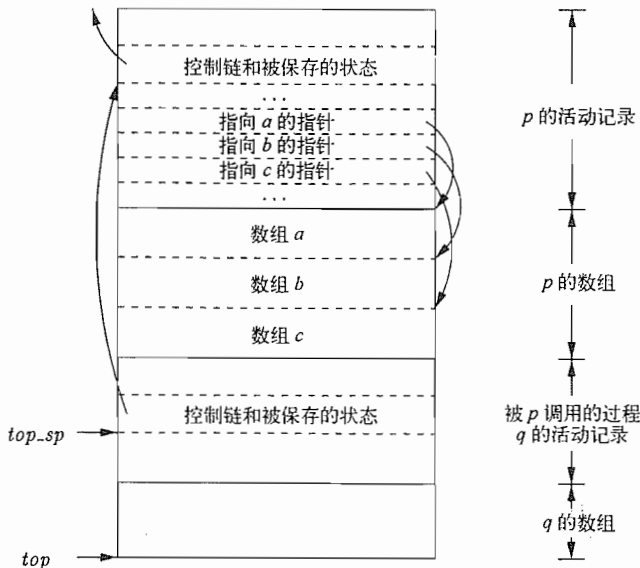 控制链和被保存的状态
...
指向 a 的指针
指向 b 的指针
指向 c 的指针
...
p 的活动记录
数组 a
数组 b
数组 c
p 的数组
控制链和被保存的状态
top_sp
被 p 调用的过程
q 的活动记录
q 的数组
top